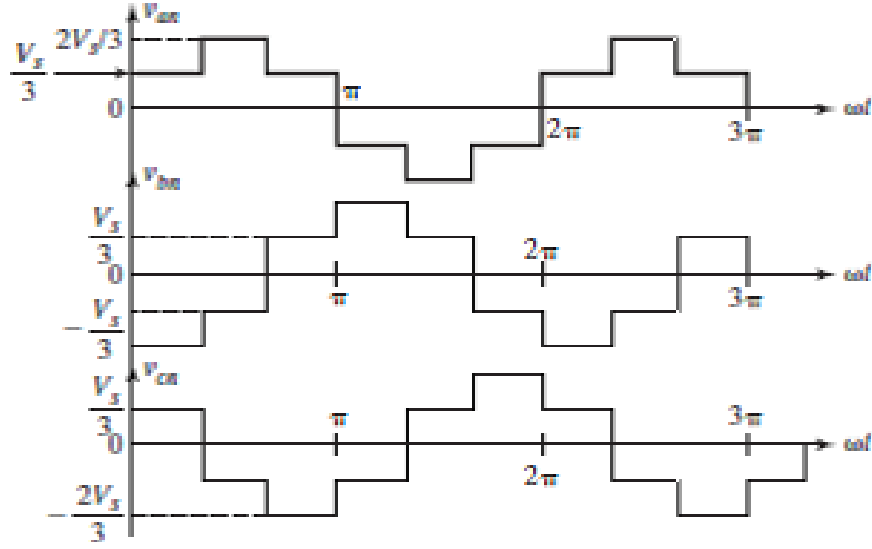 v_an
2V_s/3
V_s/3
0
π
2π
3π
ωt
v_bn
V_s/3
0
-V_s/3
π
2π
3π
ωt
v_cn
V_s/3
0
-2V_s/3
π
2π
3π
ωt